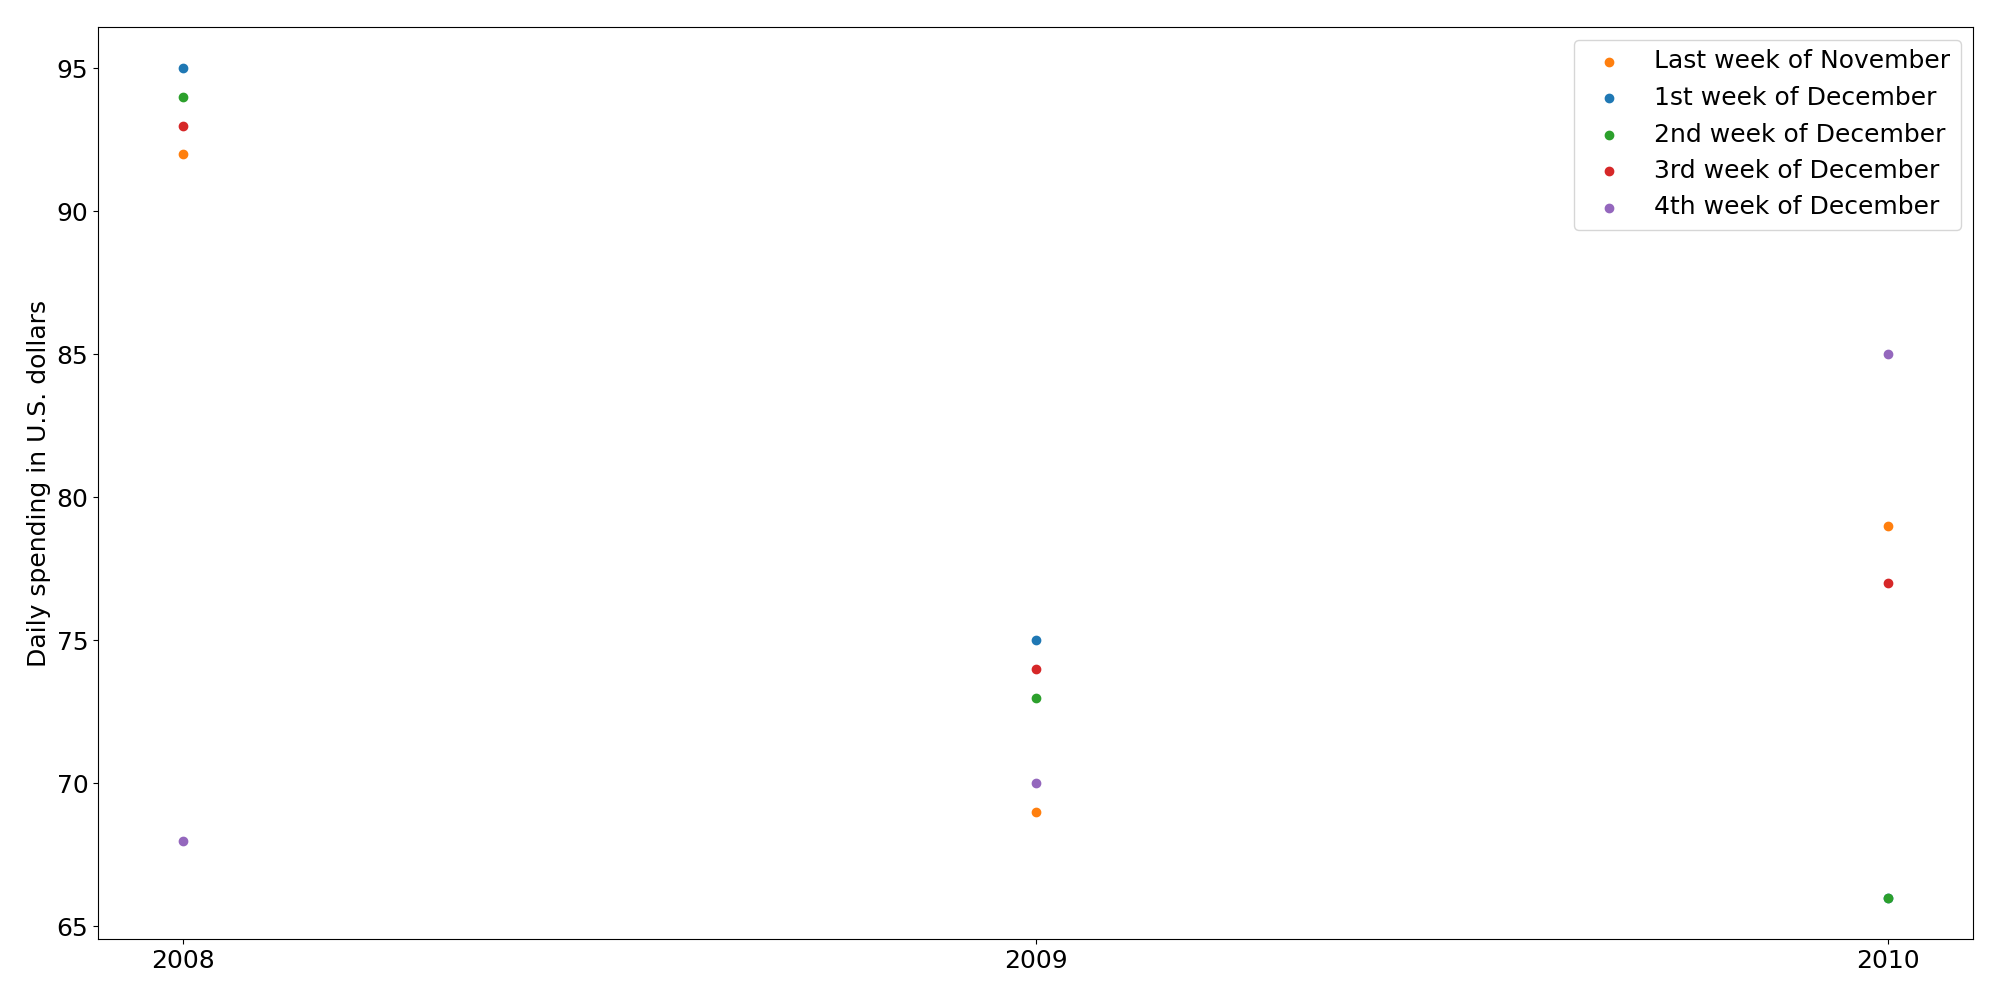 Daily spending in U.S. dollars
95
90
85
80
75
70
65
2008
2009
2010
Last week of November
1st week of December
2nd week of December
3rd week of December
4th week of December